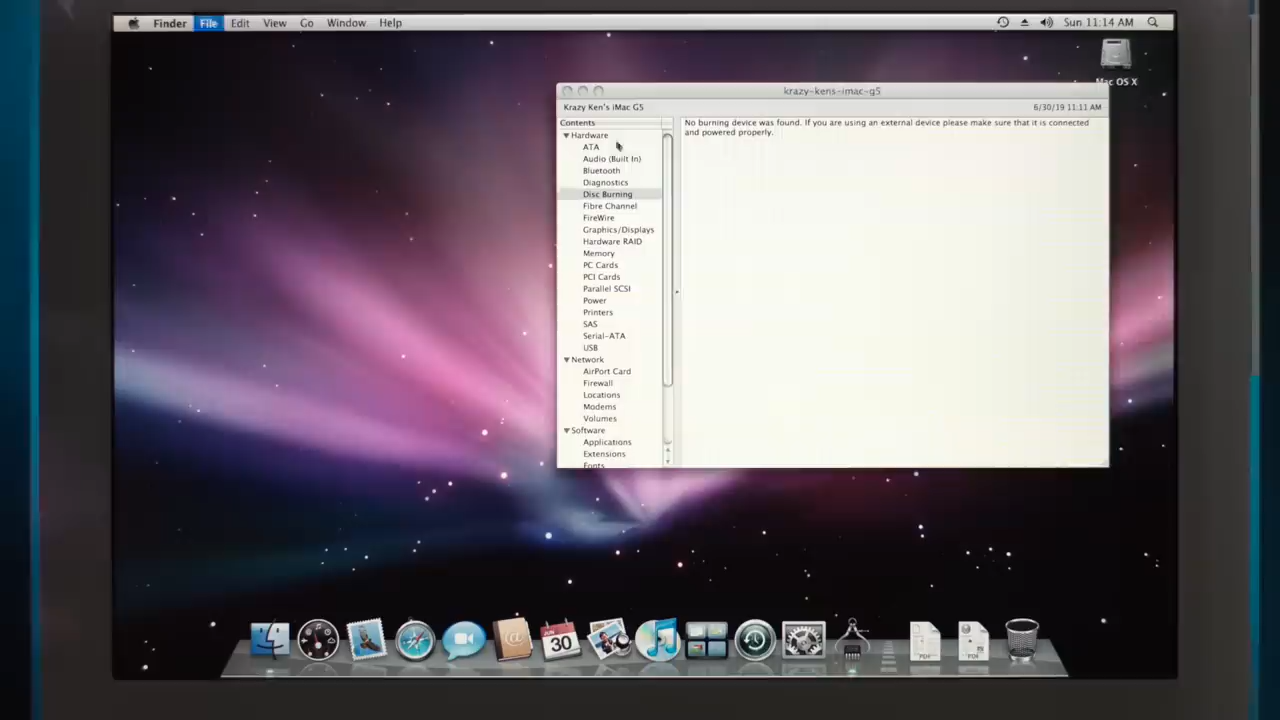 Finder File Edit View Go Window Help
Sun 11:14 AM
Mac OS X
krazy-kens-imac-g5
Krazy Ken's iMac G5
6/30/19 11:11 AM
Contents
Hardware
ATA
Audio (Built In)
Bluetooth
Diagnostics
Disc Burning
Fibre Channel
FireWire
Graphics/Displays
Hardware RAID
Memory
PC Cards
PCI Cards
Parallel SCSI
Power
Printers
SAS
Serial-ATA
USB
Network
AirPort Card
Firewall
Locations
Modems
Volumes
Software
Applications
Extensions
Fonts
No burning device was found. If you are using an external device please make sure that it is connected
and powered properly.
JUN
30
PDF
PDF